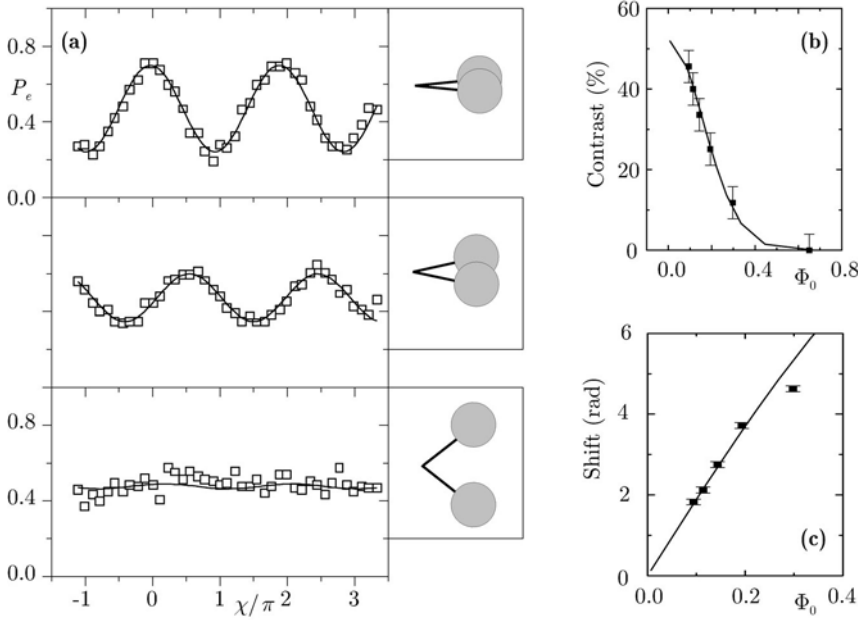 (a)
0.8
P_e
0.4
0.0
0.8
0.4
0.0
-1 0 χ/π 1 2 3
(b)
60
40
20
0
Contrast (%)
0.0 0.4 Φ₀ 0.8
6
4
2
0
Shift (rad)
(c)
0.0 0.2 Φ₀ 0.4